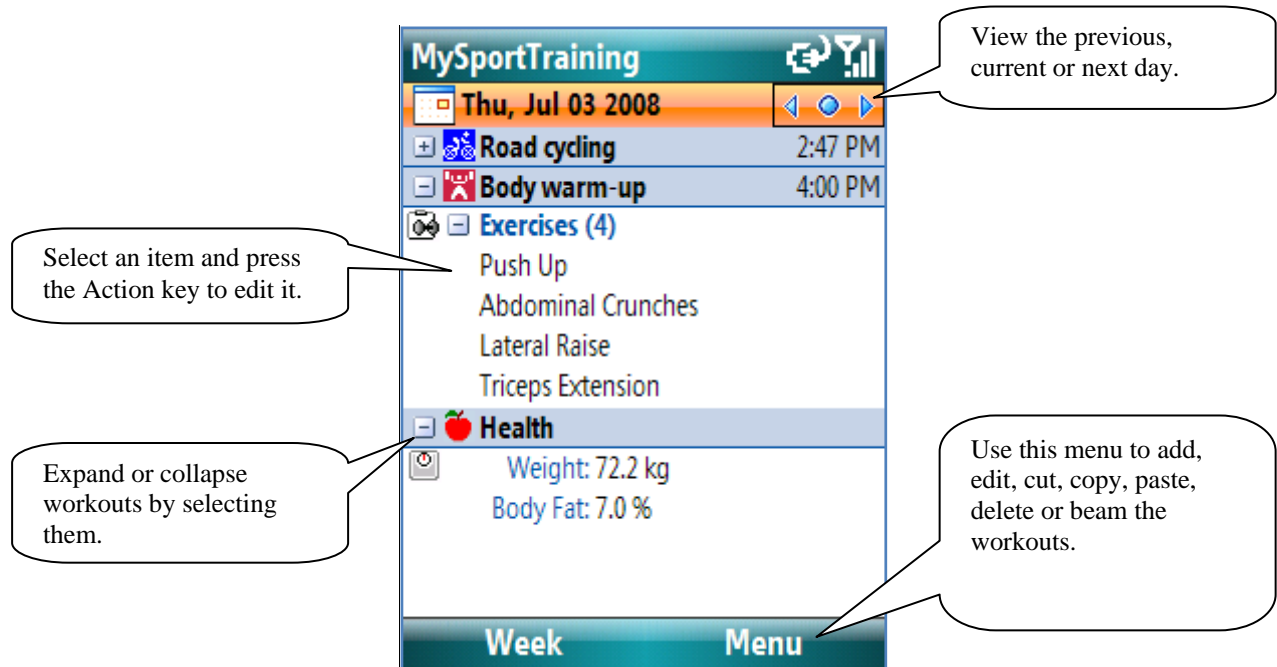 View the previous,
current or next day.
MySportTraining
Thu, Jul 03 2008
Road cycling 2:47 PM
Body warm-up 4:00 PM
Exercises (4)
Push Up
Abdominal Crunches
Lateral Raise
Triceps Extension
Select an item and press
the Action key to edit it.
Health
Weight: 72.2 kg
Body Fat: 7.0 %
Expand or collapse
workouts by selecting
them.
Use this menu to add,
edit, cut, copy, paste,
delete or beam the
workouts.
Week Menu